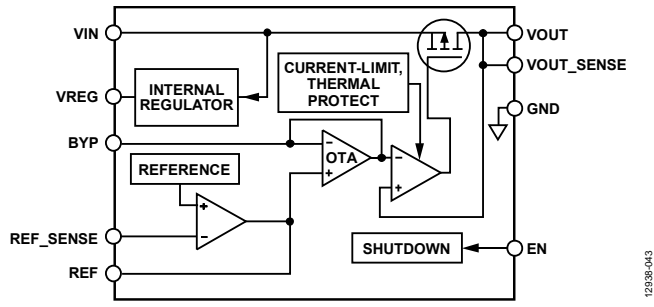 VIN
VOUT
VOUT_SENSE
CURRENT-LIMIT,
THERMAL
PROTECT
INTERNAL
REGULATOR
VREG
GND
BYP
REFERENCE
–
OTA
+
–
+
+
–
REF_SENSE
REF
SHUTDOWN
EN
12938-043